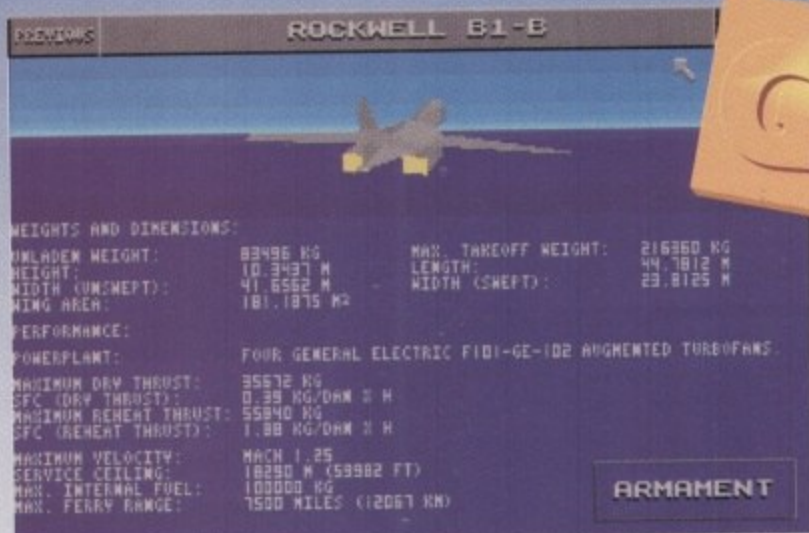 PREVIOUS
ROCKWELL B1-B
WEIGHTS AND DIMENSIONS:
UNLADEN WEIGHT: 83496 KG MAX. TAKEOFF WEIGHT: 216360 KG
HEIGHT: 10.3437 M LENGTH: 44.7812 M
WIDTH (UNSWEPT): 41.6562 M WIDTH (SWEPT): 23.8125 M
WING AREA: 181.1875 M²
PERFORMANCE:
POWERPLANT: FOUR GENERAL ELECTRIC F101-GE-102 AUGMENTED TURBOFANS.
MAXIMUM DRY THRUST: 35672 KG
SFC (DRY THRUST): 0.39 KG/DAN X H
MAXIMUM REHEAT THRUST: 55840 KG
SFC (REHEAT THRUST): 1.88 KG/DAN X H
MAXIMUM VELOCITY: MACH 1.25
SERVICE CEILING: 18290 M (59982 FT)
MAX. INTERNAL FUEL: 100000 KG
MAX. FERRY RANGE: 7500 MILES (12067 KM)
ARMAMENT